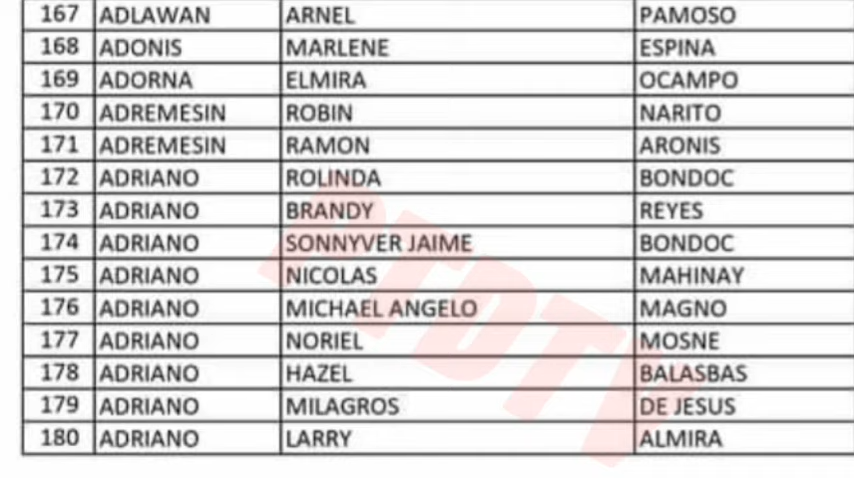 167 ADLAWAN ARNEL PAMOSO
168 ADONIS MARLENE ESPINA
169 ADORNA ELMIRA OCAMPO
170 ADREMESIN ROBIN NARITO
171 ADREMESIN RAMON ARONIS
172 ADRIANO ROLINDA BONDOC
173 ADRIANO BRANDY REYES
174 ADRIANO SONNYVER JAIME BONDOC
175 ADRIANO NICOLAS MAHINAY
176 ADRIANO MICHAEL ANGELO MAGNO
177 ADRIANO NORIEL MOSNE
178 ADRIANO HAZEL BALASBAS
179 ADRIANO MILAGROS DE JESUS
180 ADRIANO LARRY ALMIRA
PTDTV